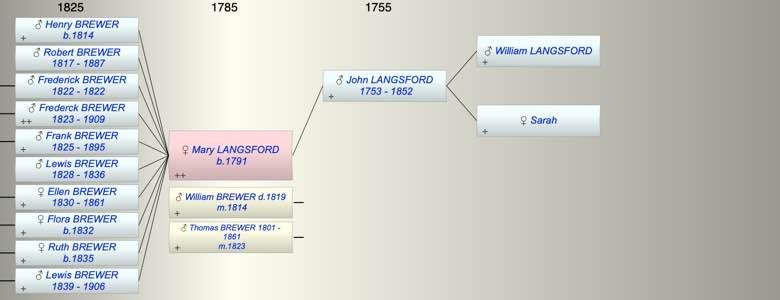 1825
1785
1755
♂ Henry BREWER
b.1814
+
♂ Robert BREWER
1817 - 1887
♂ Frederick BREWER
1822 - 1822
♂ Frederck BREWER
1823 - 1909
++
♂ Frank BREWER
1825 - 1895
+
♂ Lewis BREWER
1828 - 1836
♀ Ellen BREWER
1830 - 1861
+
♀ Flora BREWER
b.1832
+
♀ Ruth BREWER
b.1835
+
♂ Lewis BREWER
1839 - 1906
+
♀ Mary LANGSFORD
b.1791
++
♂ William BREWER d.1819
m.1814
+
♂ Thomas BREWER 1801 -
1861
m.1823
+
♂ John LANGSFORD
1753 - 1852
+
♂ William LANGSFORD
+
♀ Sarah
+